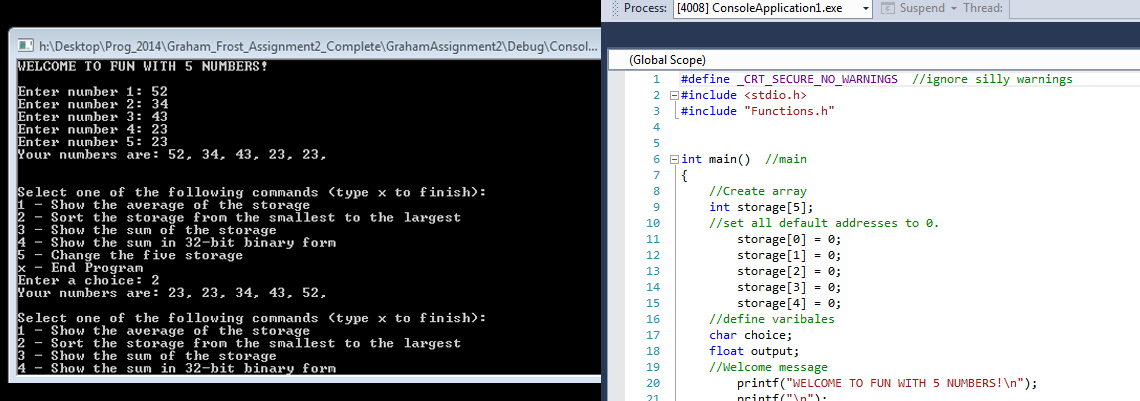 h:\Desktop\Prog_2014\Graham_Frost_Assignment2_Complete\GrahamAssignment2\Debug\Consol...
WELCOME TO FUN WITH 5 NUMBERS!
Enter number 1: 52
Enter number 2: 34
Enter number 3: 43
Enter number 4: 23
Enter number 5: 23
Your numbers are: 52, 34, 43, 23, 23,
Select one of the following commands (type x to finish):
1 - Show the average of the storage
2 - Sort the storage from the smallest to the largest
3 - Show the sum of the storage
4 - Show the sum in 32-bit binary form
5 - Change the five storage
x - End Program
Enter a choice: 2
Your numbers are: 23, 23, 34, 43, 52,
Select one of the following commands (type x to finish):
1 - Show the average of the storage
2 - Sort the storage from the smallest to the largest
3 - Show the sum of the storage
4 - Show the sum in 32-bit binary form
Process: [4008] ConsoleApplication1.exe Suspend Thread:
(Global Scope)
1 #define _CRT_SECURE_NO_WARNINGS  //ignore silly warnings
2 #include <stdio.h>
3 #include "Functions.h"
4
5
6 int main()  //main
7 {
8 //Create array
9 int storage[5];
10 //set all default addresses to 0.
11 storage[0] = 0;
12 storage[1] = 0;
13 storage[2] = 0;
14 storage[3] = 0;
15 storage[4] = 0;
16 //define varibales
17 char choice;
18 float output;
19 //Welcome message
20 printf("WELCOME TO FUN WITH 5 NUMBERS!\n");
21 printf("\n");